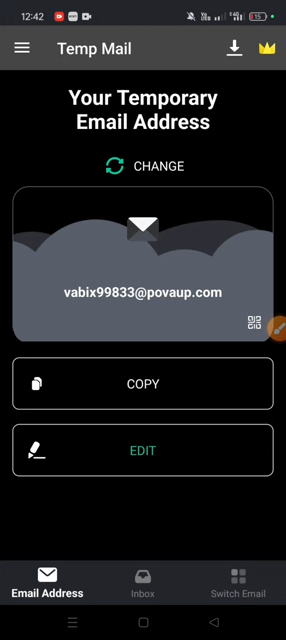 12:42
15
Temp Mail
Your Temporary
Email Address
CHANGE
vabix99833@povaup.com
COPY
EDIT
Email Address
Inbox
Switch Email